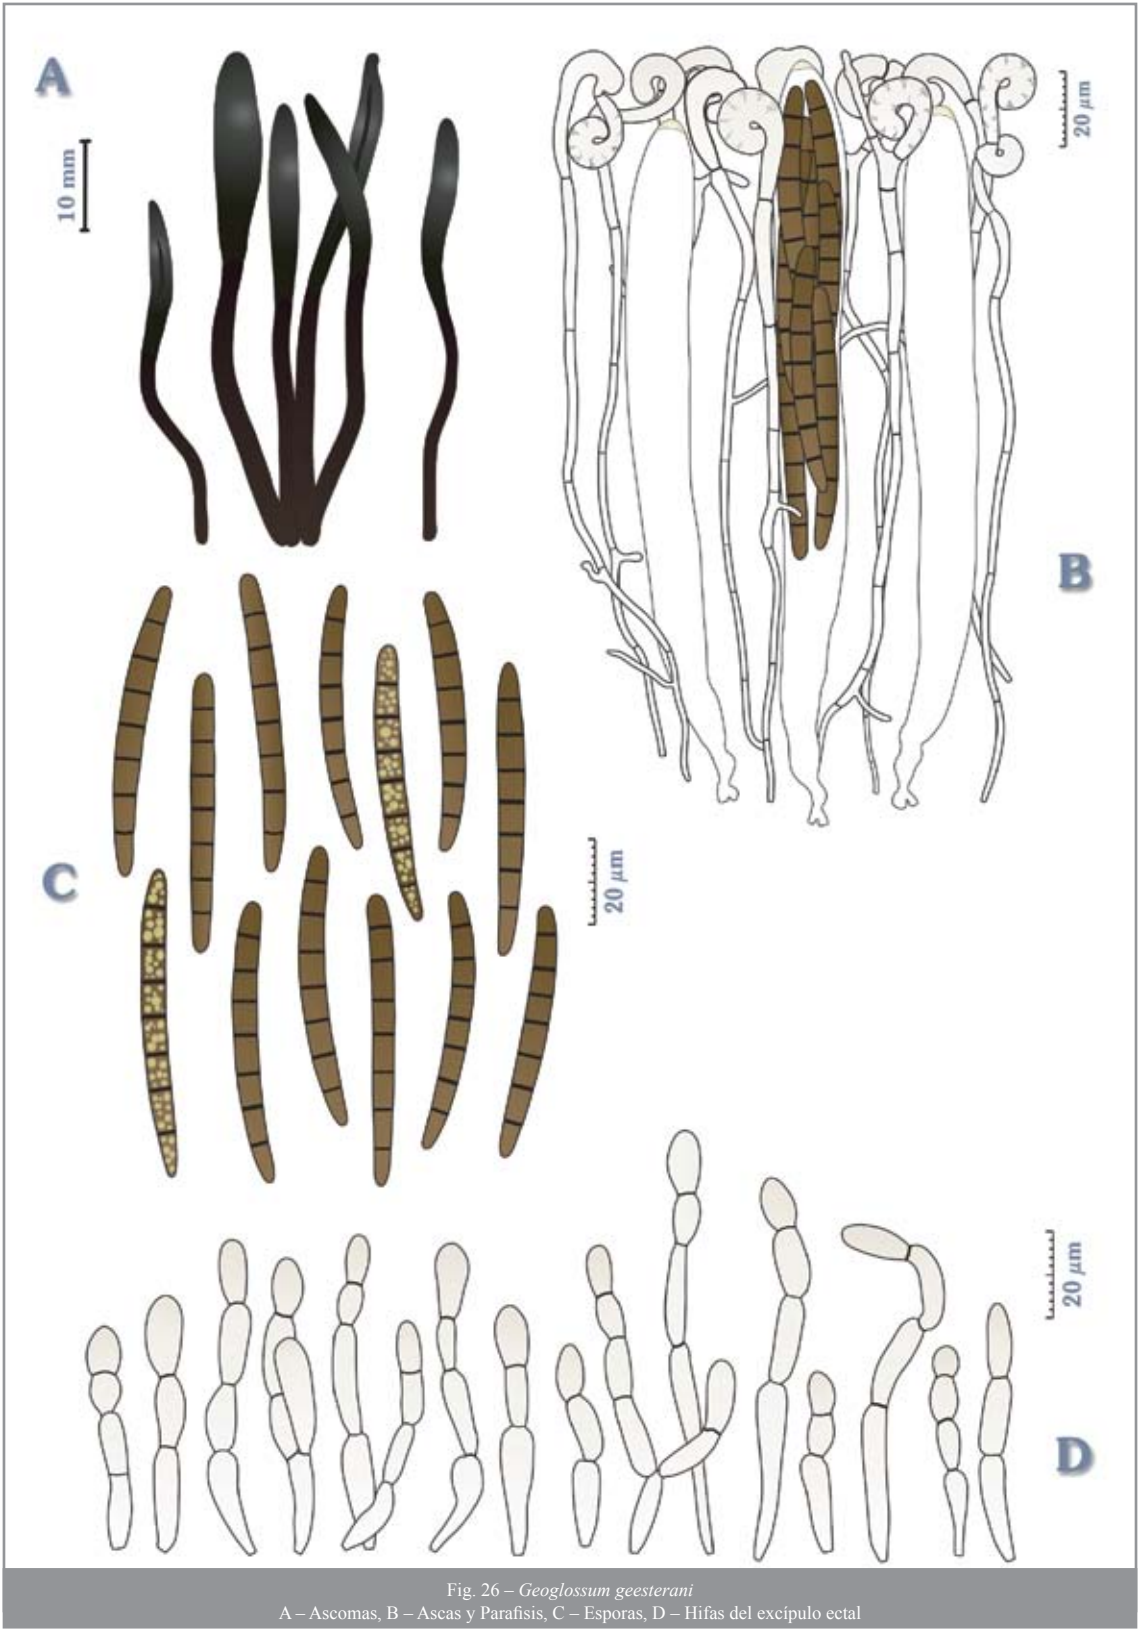 A
10 mm
20 µm
B
C
20 µm
20 µm
D
Fig. 26 – Geoglossum geesterani
A – Ascomas, B – Ascas y Parafisis, C – Esporas, D – Hifas del excípulo ectal